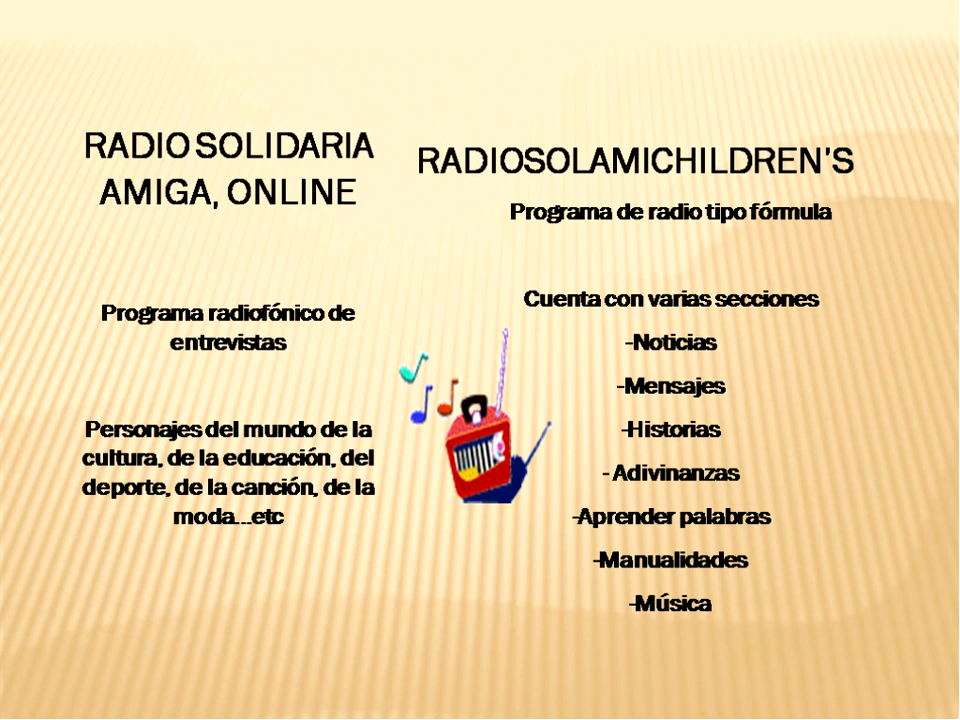 RADIO SOLIDARIA
AMIGA, ONLINE
Programa radiofónico de
entrevistas
Personajes del mundo de la
cultura, de la educación, del
deporte, de la canción, de la
moda...etc
RADIOSOLAMICHILDREN'S
Programa de radio tipo fórmula
Cuenta con varias secciones
-Noticias
-Mensajes
-Historias
- Adivinanzas
-Aprender palabras
-Manualidades
-Música